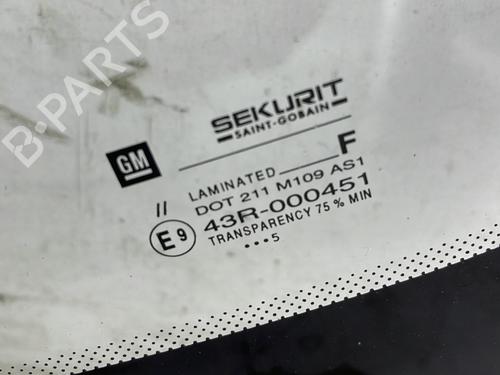 B-PARTS
SEKURIT
SAINT-GOBAIN
GM
LAMINATED F
II DOT 211 M109 AS1
E9 43R-000451
TRANSPARENCY 75 % MIN
•••5